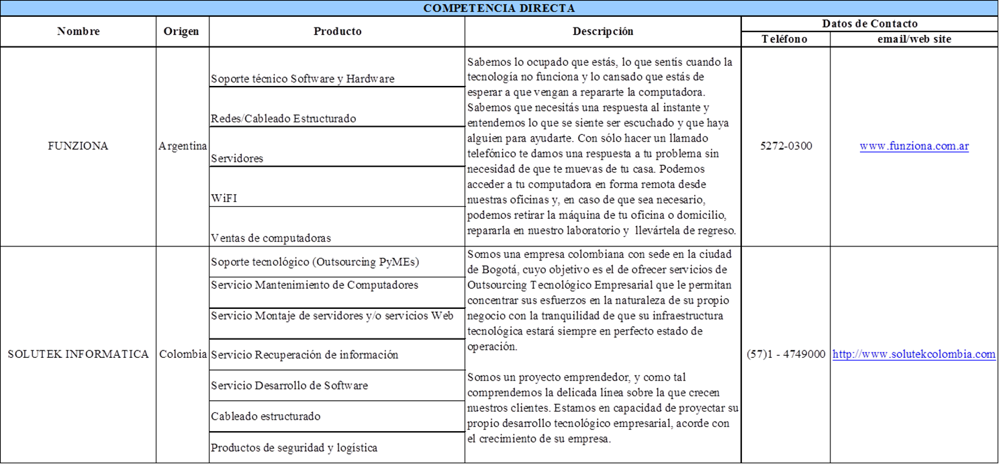 COMPETENCIA DIRECTA
Nombre
Origen
Producto
Descripción
Datos de Contacto
Teléfono
email/web site
FUNZIONA
Argentina
Soporte técnico Software y Hardware
Redes/Cableado Estructurado
Servidores
WiFI
Ventas de computadoras
Sabemos lo ocupado que estás, lo que sentís cuando la
tecnología no funciona y lo cansado que estás de
esperar a que vengan a repararte la computadora.
Sabemos que necesitás una respuesta al instante y
entendemos lo que se siente ser escuchado y que haya
alguien para ayudarte. Con sólo hacer un llamado
telefónico te damos una respuesta a tu problema sin
necesidad de que te muevas de tu casa. Podemos
acceder a tu computadora en forma remota desde
nuestras oficinas y, en caso de que sea necesario,
podemos retirar la máquina de tu oficina o domicilio,
repararla en nuestro laboratorio y llevártela de regreso.
5272-0300
www.funziona.com.ar
SOLUTEK INFORMATICA
Colombia
Soporte tecnológico (Outsourcing PyMEs)
Servicio Mantenimiento de Computadores
Servicio Montaje de servidores y/o servicios Web
Servicio Recuperación de información
Servicio Desarrollo de Software
Cableado estructurado
Productos de seguridad y logística
Somos una empresa colombiana con sede en la ciudad
de Bogotá, cuyo objetivo es el de ofrecer servicios de
Outsourcing Tecnológico Empresarial que le permitan
concentrar sus esfuerzos en la naturaleza de su propio
negocio con la tranquilidad de que su infraestructura
tecnológica estará siempre en perfecto estado de
operación.
Somos un proyecto emprendedor, y como tal
comprendemos la delicada línea sobre la que crecen
nuestros clientes. Estamos en capacidad de proyectar su
propio desarrollo tecnológico empresarial, acorde con
el crecimiento de su empresa.
(57)1 - 4749000
http://www.solutekcolombia.com